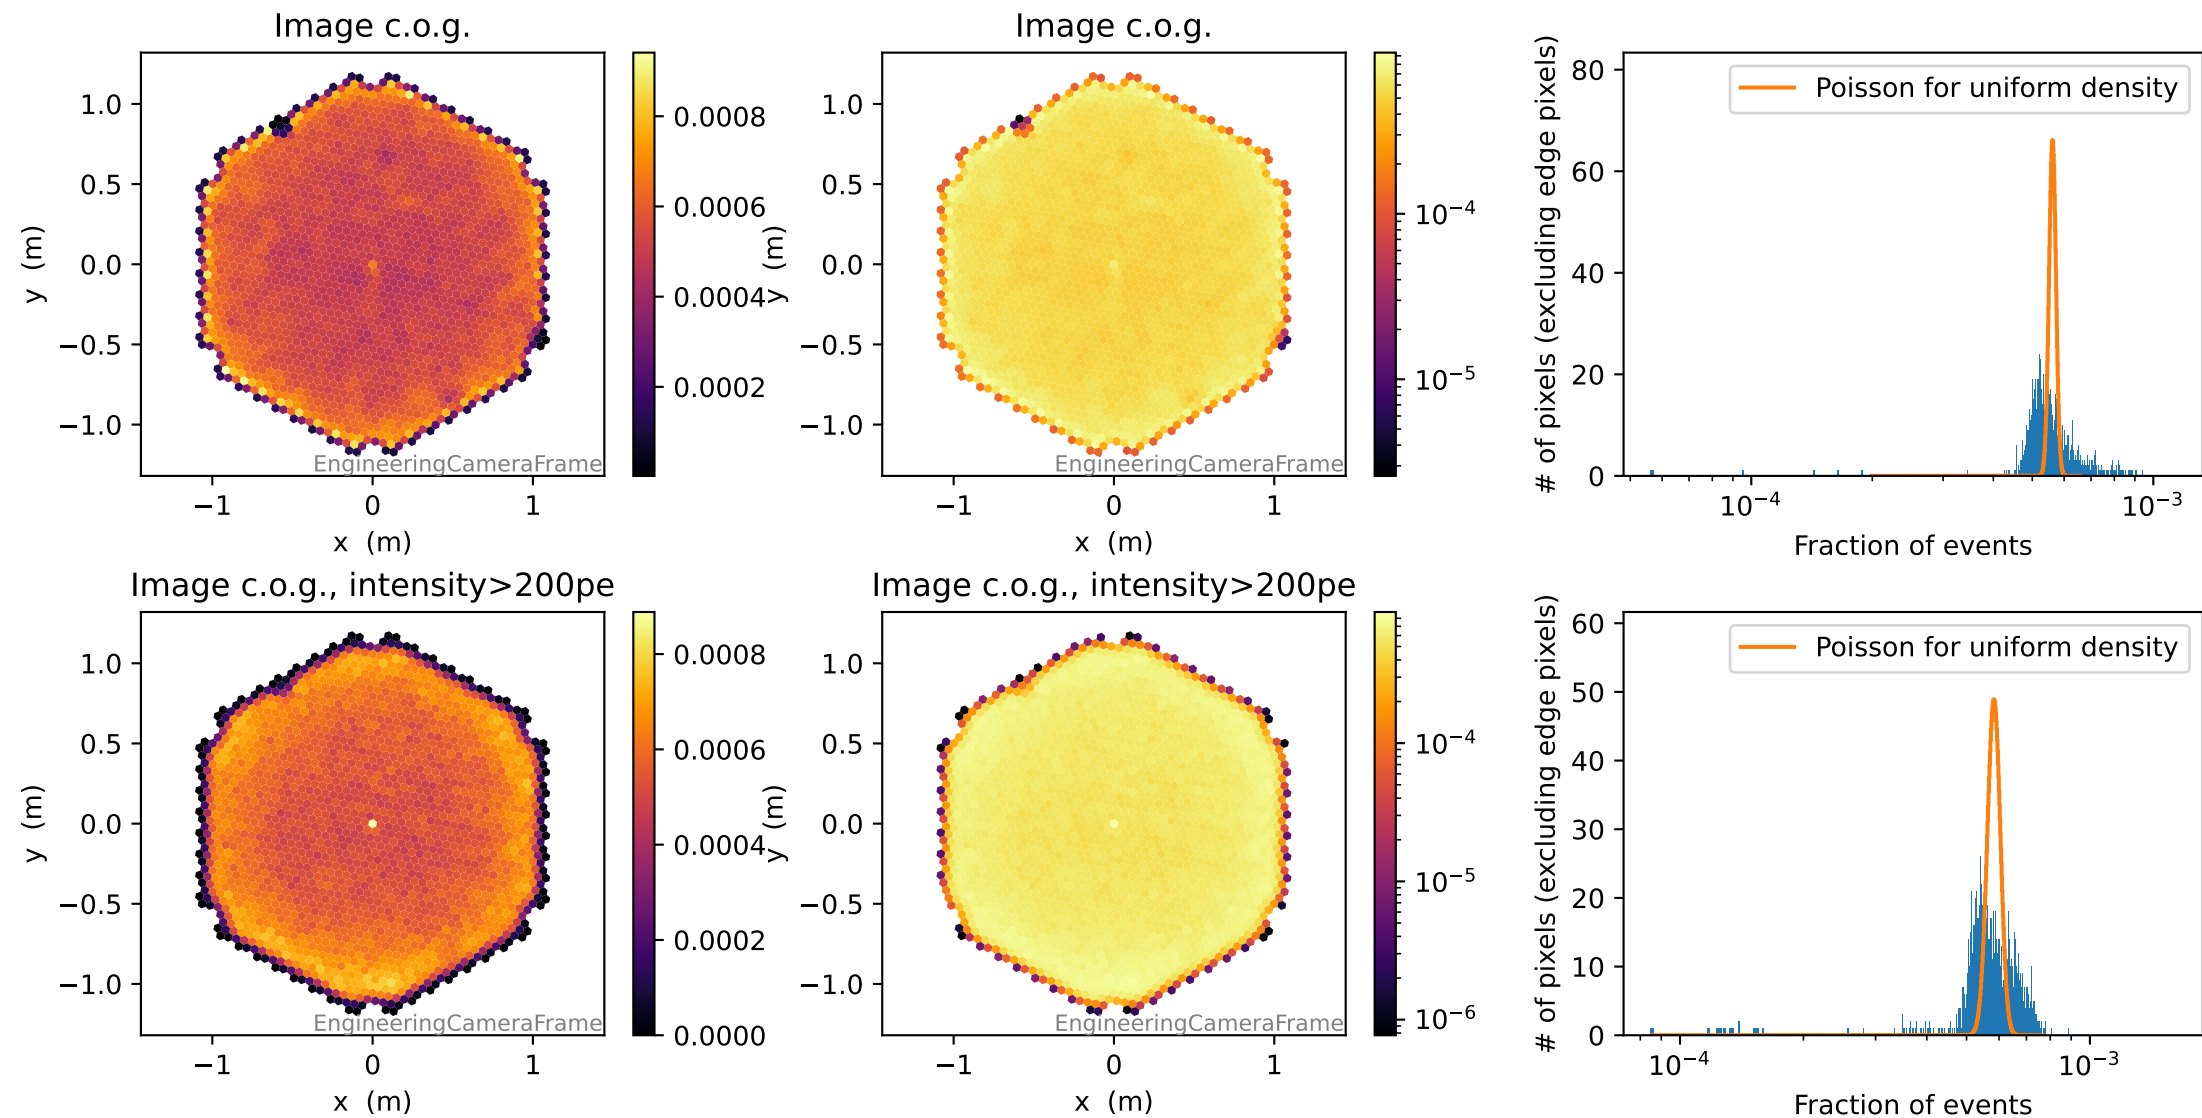 Image c.o.g.
1.0
0.5
0.0
−0.5
−1.0
y (m)
−1
0
1
x (m)
EngineeringCameraFrame
0.0008
0.0006
0.0004
0.0002
Image c.o.g.
1.0
0.5
0.0
−0.5
−1.0
y (m)
−1
0
1
x (m)
EngineeringCameraFrame
10⁻⁴
10⁻⁵
# of pixels (excluding edge pixels)
80
60
40
20
0
Poisson for uniform density
10⁻⁴
10⁻³
Fraction of events
Image c.o.g., intensity>200pe
1.0
0.5
0.0
−0.5
−1.0
y (m)
−1
0
1
x (m)
EngineeringCameraFrame
0.0008
0.0006
0.0004
0.0002
0.0000
Image c.o.g., intensity>200pe
1.0
0.5
0.0
−0.5
−1.0
y (m)
−1
0
1
x (m)
EngineeringCameraFrame
10⁻⁴
10⁻⁵
10⁻⁶
# of pixels (excluding edge pixels)
60
50
40
30
20
10
0
Poisson for uniform density
10⁻⁴
10⁻³
Fraction of events